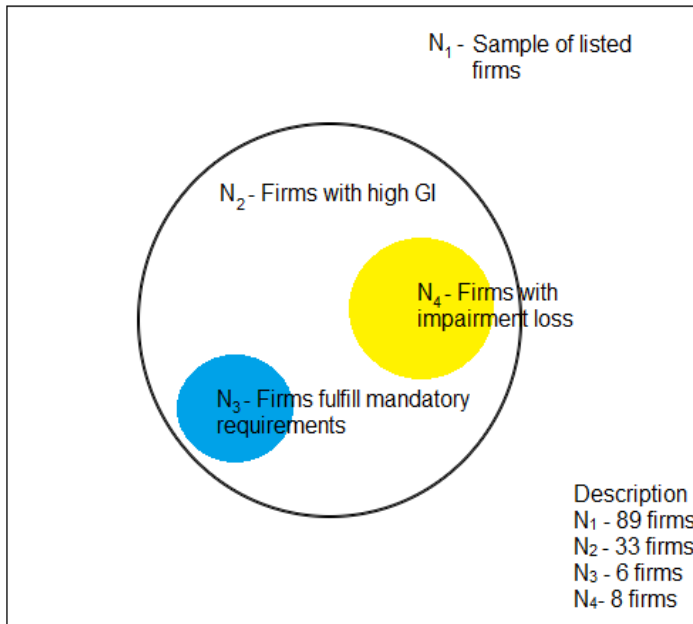 N₁ - Sample of listed
firms
N₂ - Firms with high GI
N₄ - Firms with
impairment loss
N₃ - Firms fulfill mandatory
requirements
Description
N₁ - 89 firms
N₂ - 33 firms
N₃ - 6 firms
N₄- 8 firms